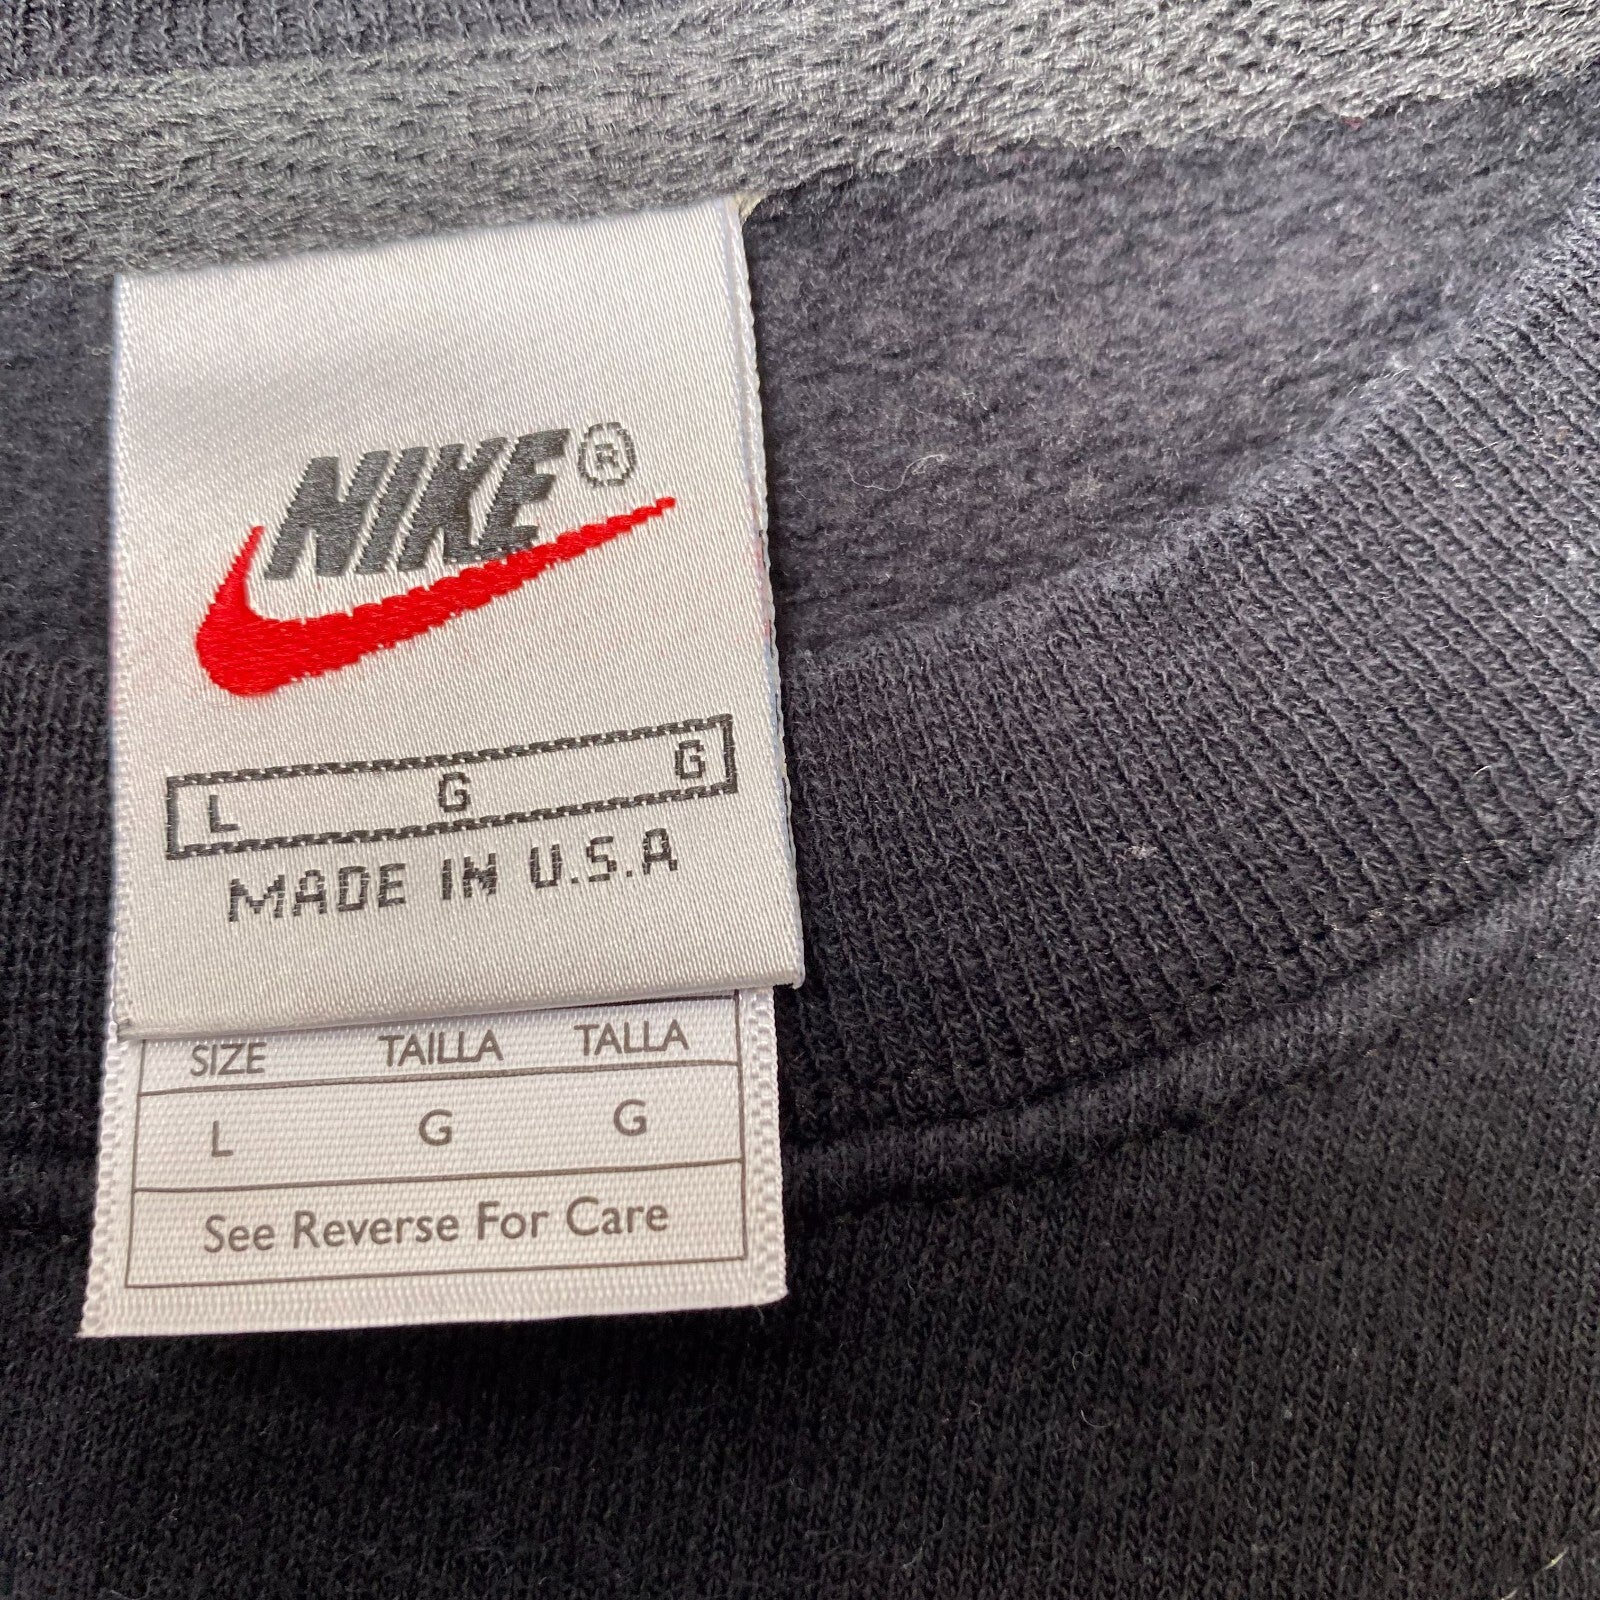 NIKE®
L G G
MADE IN U.S.A
SIZE TAILLA TALLA
L G G
See Reverse For Care